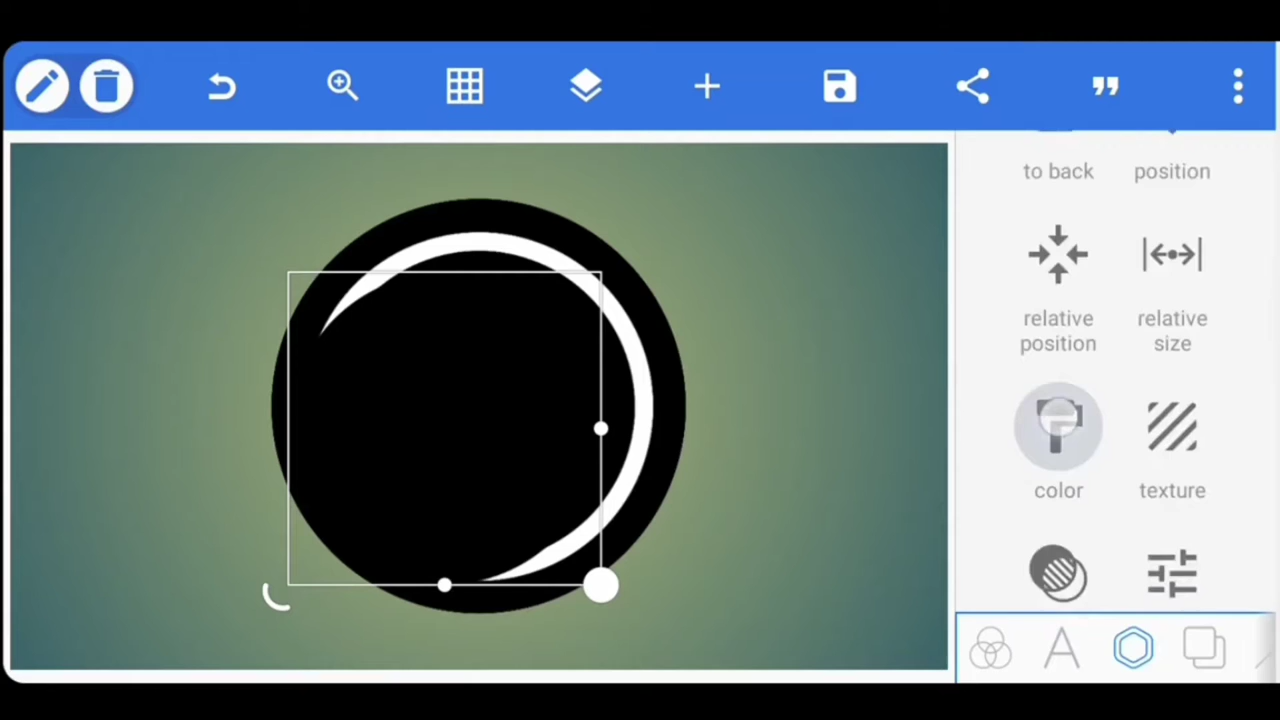 to back
position
relative
position
relative
size
color
texture